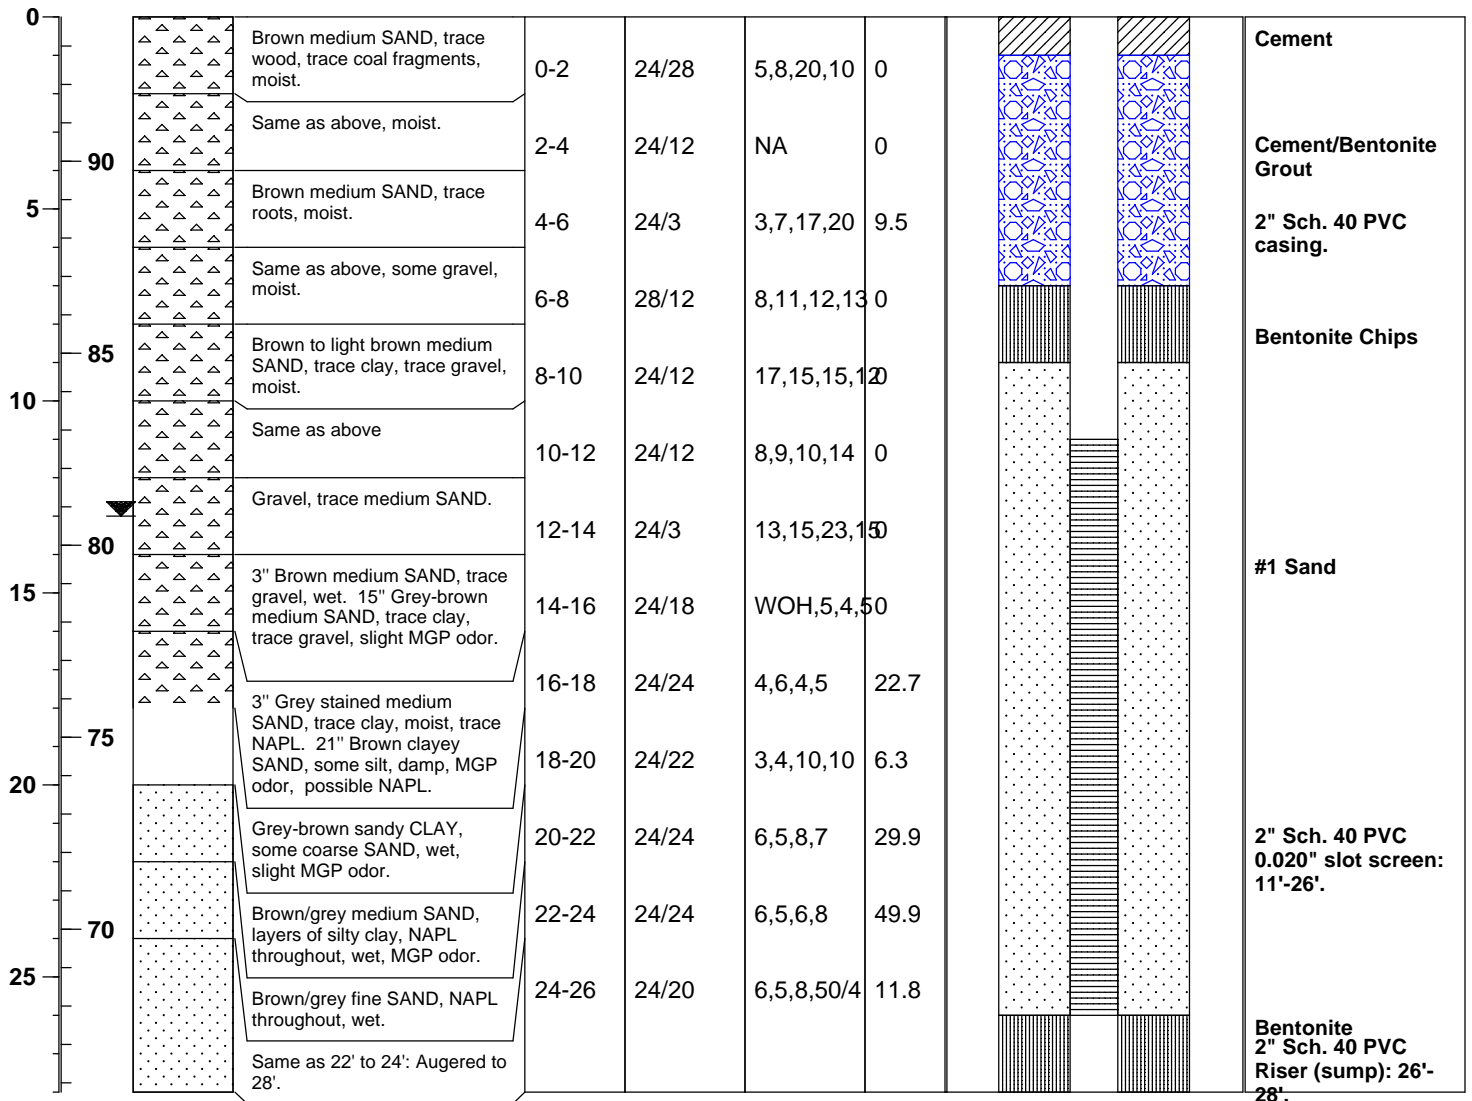 0
90
5
85
10
80
15
75
20
70
25
Brown medium SAND, trace
wood, trace coal fragments,
moist.
Same as above, moist.
Brown medium SAND, trace
roots, moist.
Same as above, some gravel,
moist.
Brown to light brown medium
SAND, trace clay, trace gravel,
moist.
Same as above
Gravel, trace medium SAND.
3" Brown medium SAND, trace
gravel, wet.  15" Grey-brown
medium SAND, trace clay,
trace gravel, slight MGP odor.
3" Grey stained medium
SAND, trace clay, moist, trace
NAPL.  21" Brown clayey
SAND, some silt, damp, MGP
odor,  possible NAPL.
Grey-brown sandy CLAY,
some coarse SAND, wet,
slight MGP odor.
Brown/grey medium SAND,
layers of silty clay, NAPL
throughout, wet, MGP odor.
Brown/grey fine SAND, NAPL
throughout, wet.
Same as 22' to 24': Augered to
28'.
0-2 24/28 5,8,20,10 0
2-4 24/12 NA 0
4-6 24/3 3,7,17,20 9.5
6-8 28/12 8,11,12,13 0
8-10 24/12 17,15,15,12 0
10-12 24/12 8,9,10,14 0
12-14 24/3 13,15,23,15 0
14-16 24/18 WOH,5,4,5 0
16-18 24/24 4,6,4,5 22.7
18-20 24/22 3,4,10,10 6.3
20-22 24/24 6,5,8,7 29.9
22-24 24/24 6,5,6,8 49.9
24-26 24/20 6,5,8,50/4 11.8
Cement
Cement/Bentonite
Grout
2" Sch. 40 PVC
casing.
Bentonite Chips
#1 Sand
2" Sch. 40 PVC
0.020" slot screen:
11'-26'.
Bentonite
2" Sch. 40 PVC
Riser (sump): 26'-
28'.